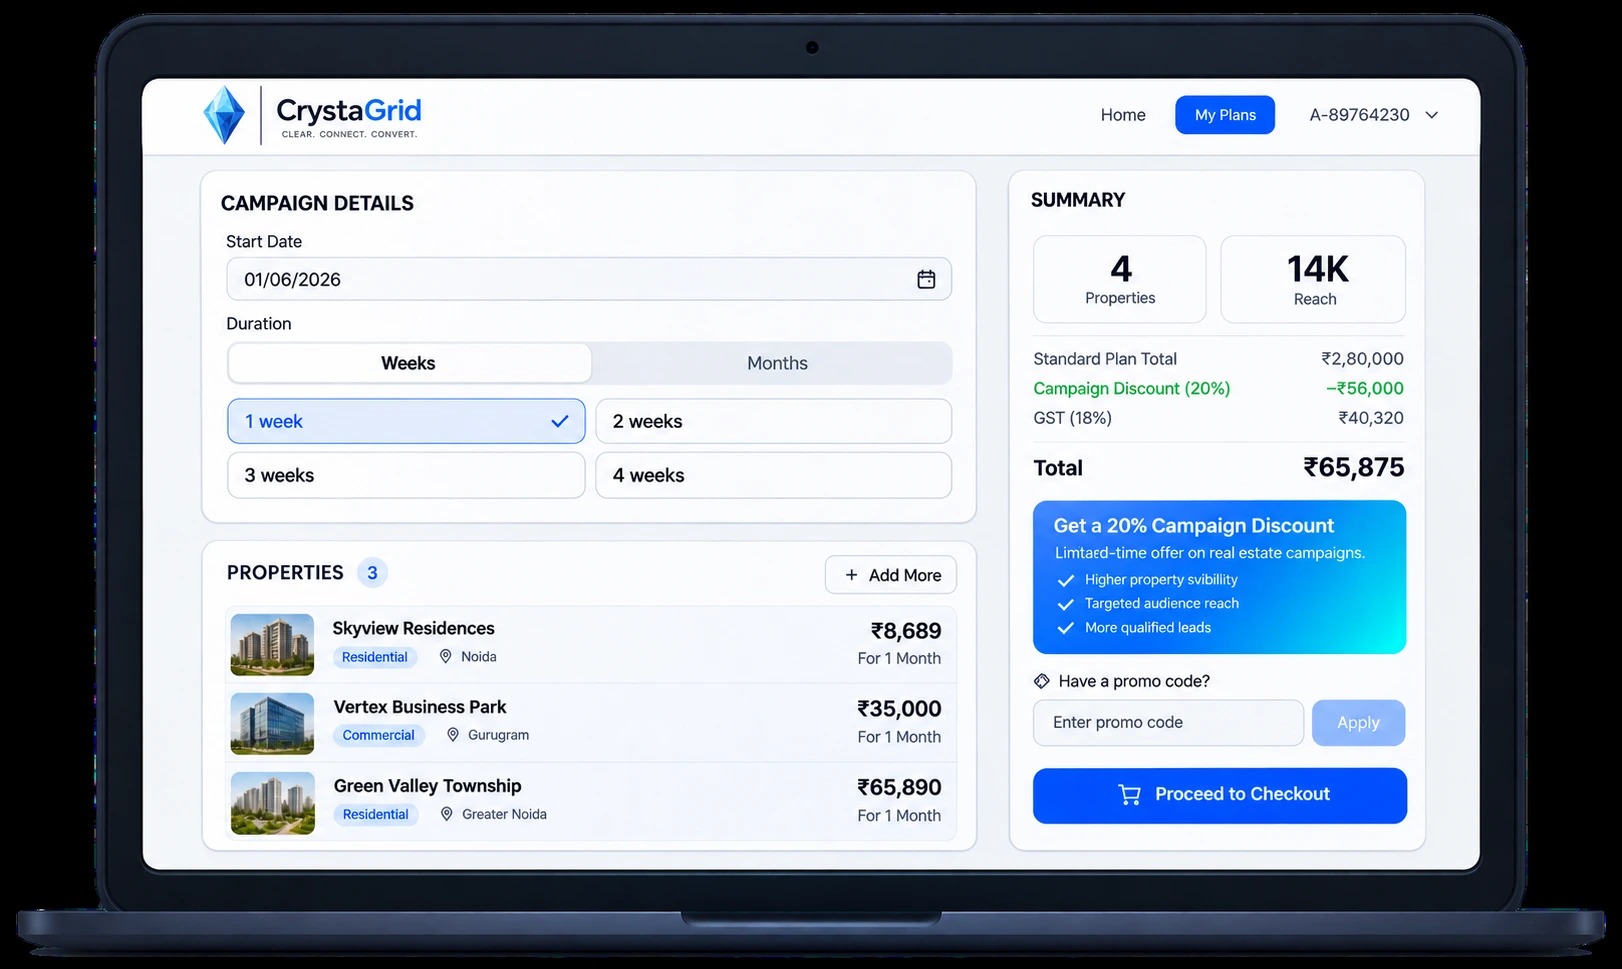 CrystaGrid
CLEAR. CONNECT. CONVERT.
Home
My Plans
A-89764230
CAMPAIGN DETAILS
Start Date
01/06/2026
Duration
Weeks
Months
1 week
2 weeks
3 weeks
4 weeks
PROPERTIES 3
+ Add More
Skyview Residences
₹8,689
Residential
Noida
For 1 Month
Vertex Business Park
₹35,000
Commercial
Gurugram
For 1 Month
Green Valley Township
₹65,890
Residential
Greater Noida
For 1 Month
SUMMARY
4
Properties
14K
Reach
Standard Plan Total ₹2,80,000
Campaign Discount (20%) –₹56,000
GST (18%) ₹40,320
Total ₹65,875
Get a 20% Campaign Discount
Limtard-time offer on real estate campaigns.
Higher property svibillity
Targeted audience reach
More qualified leads
Have a promo code?
Enter promo code
Apply
Proceed to Checkout